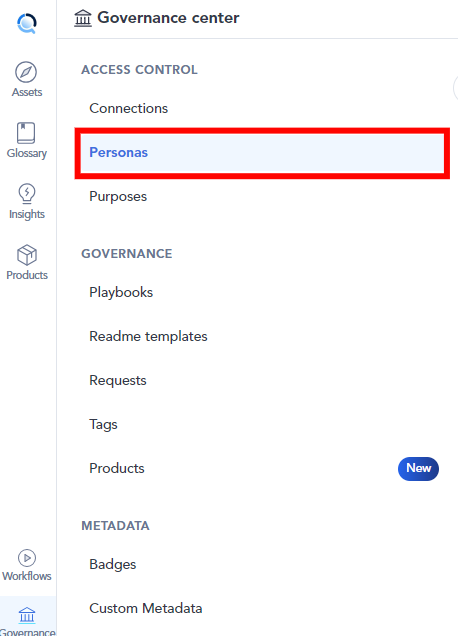 Governance center
Assets
Glossary
Insights
Products
Workflows
Governance
ACCESS CONTROL
Connections
Personas
Purposes
GOVERNANCE
Playbooks
Readme templates
Requests
Tags
Products New
METADATA
Badges
Custom Metadata